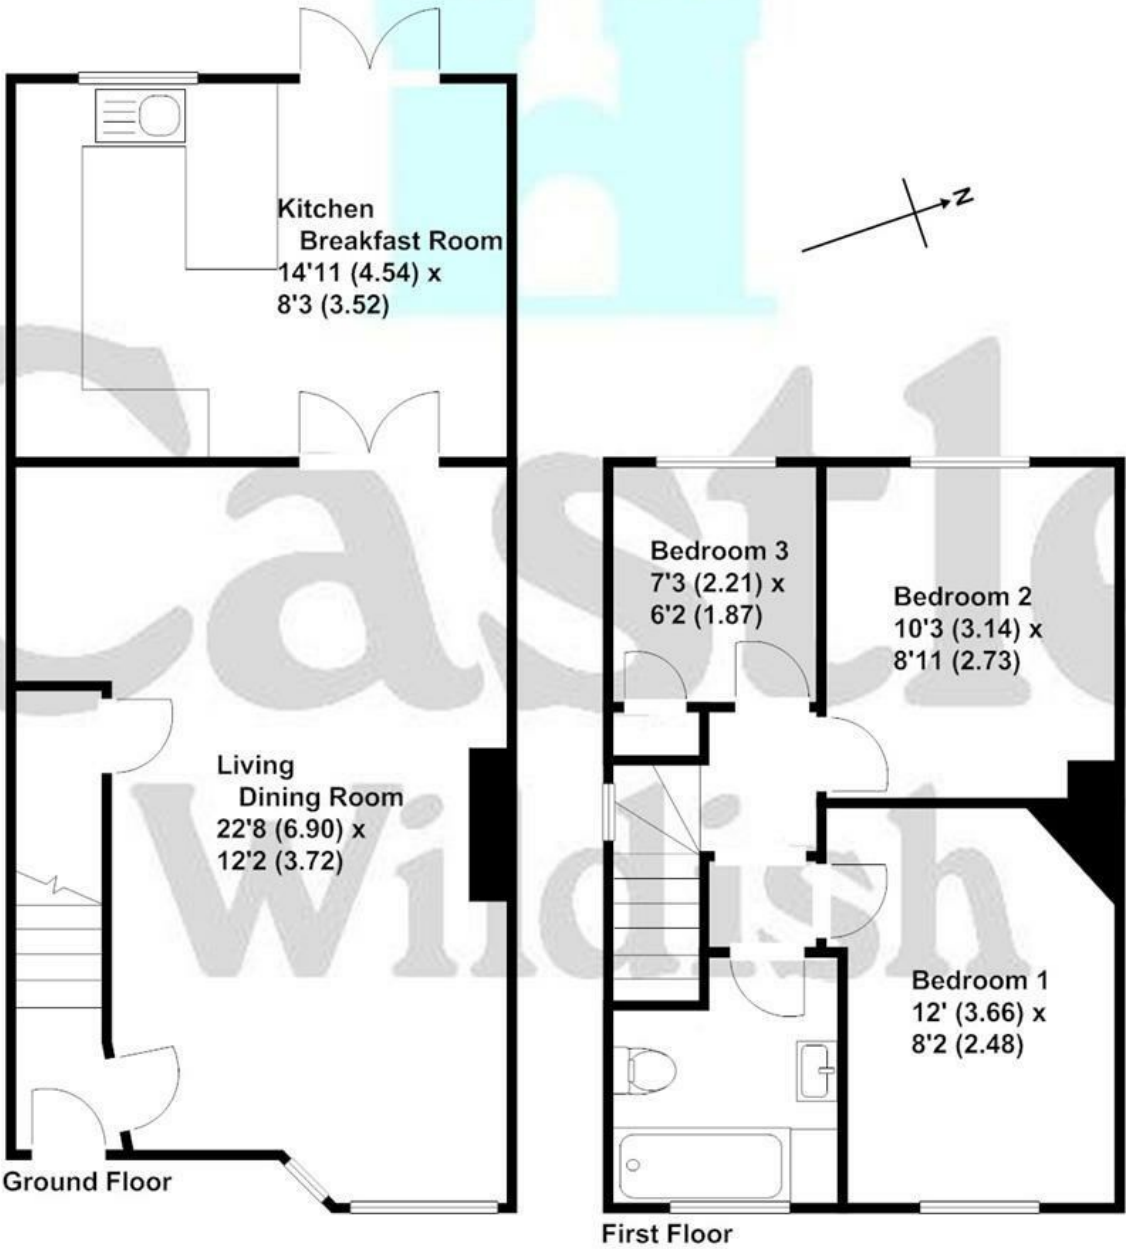 Kitchen
Breakfast Room
14'11 (4.54) x
8'3 (3.52)
N
Living
Dining Room
22'8 (6.90) x
12'2 (3.72)
Ground Floor
Bedroom 3
7'3 (2.21) x
6'2 (1.87)
Bedroom 2
10'3 (3.14) x
8'11 (2.73)
Bedroom 1
12' (3.66) x
8'2 (2.48)
First Floor
Castle
Wildish